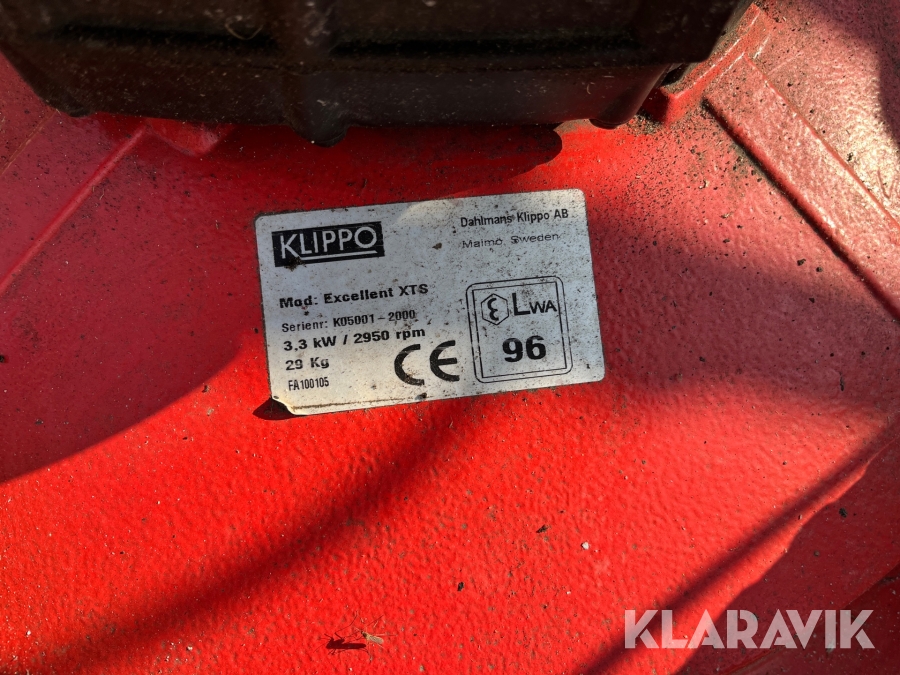 KLIPPO
Dahlmans Klippo AB
Malmö, Sweden
Mod: Excellent XTS
Serienr: K05001-2000
3,3 kW / 2950 rpm
29 Kg
FA100105
CE
LWA
96
KLARAVIK